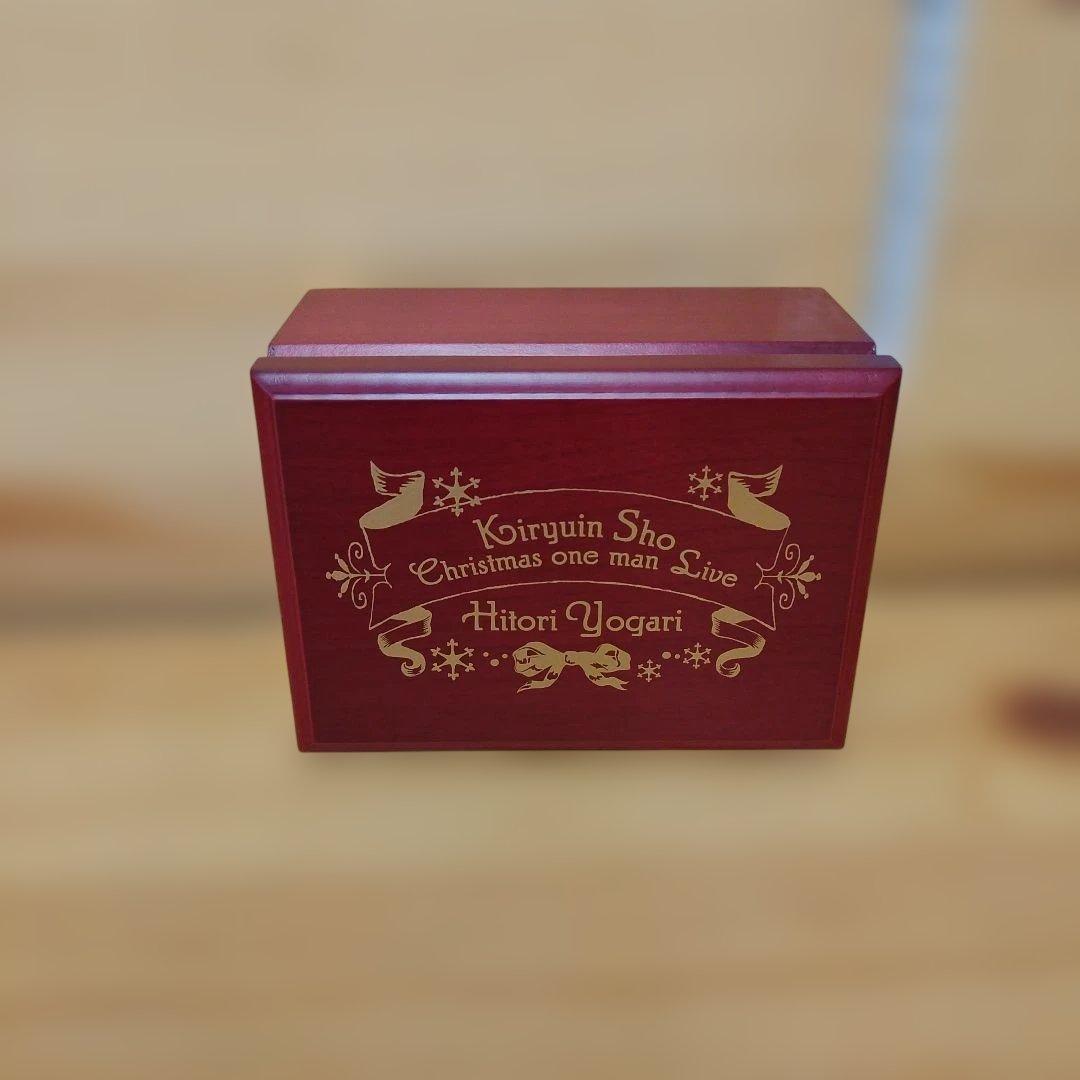 Kiryuin Sho
Christmas one man Live
Hitori Yogari